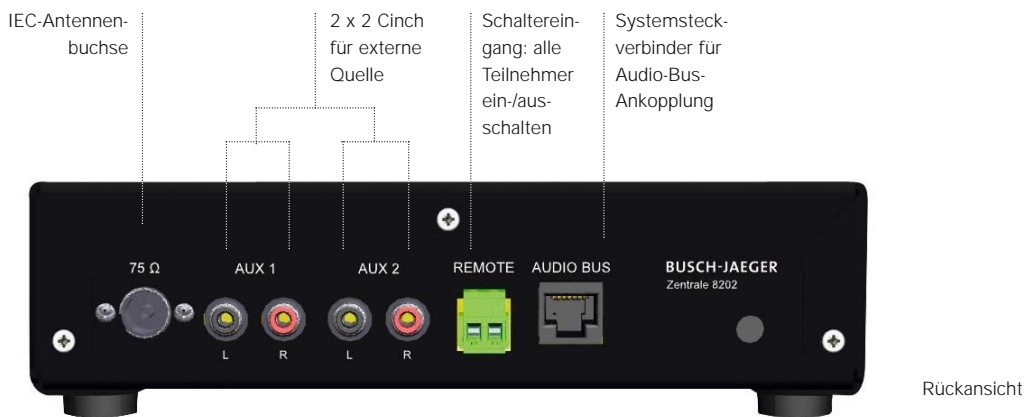 IEC-Antennen-
buchse
2 x 2 Cinch
für externe
Quelle
Schalterein-
gang: alle
Teilnehmer
ein-/aus-
schalten
Systemsteck-
verbinder für
Audio-Bus-
Ankopplung
75 Ω
AUX 1
AUX 2
REMOTE
AUDIO BUS
BUSCH-JAEGER
Zentrale 8202
L
R
L
R
Rückansicht